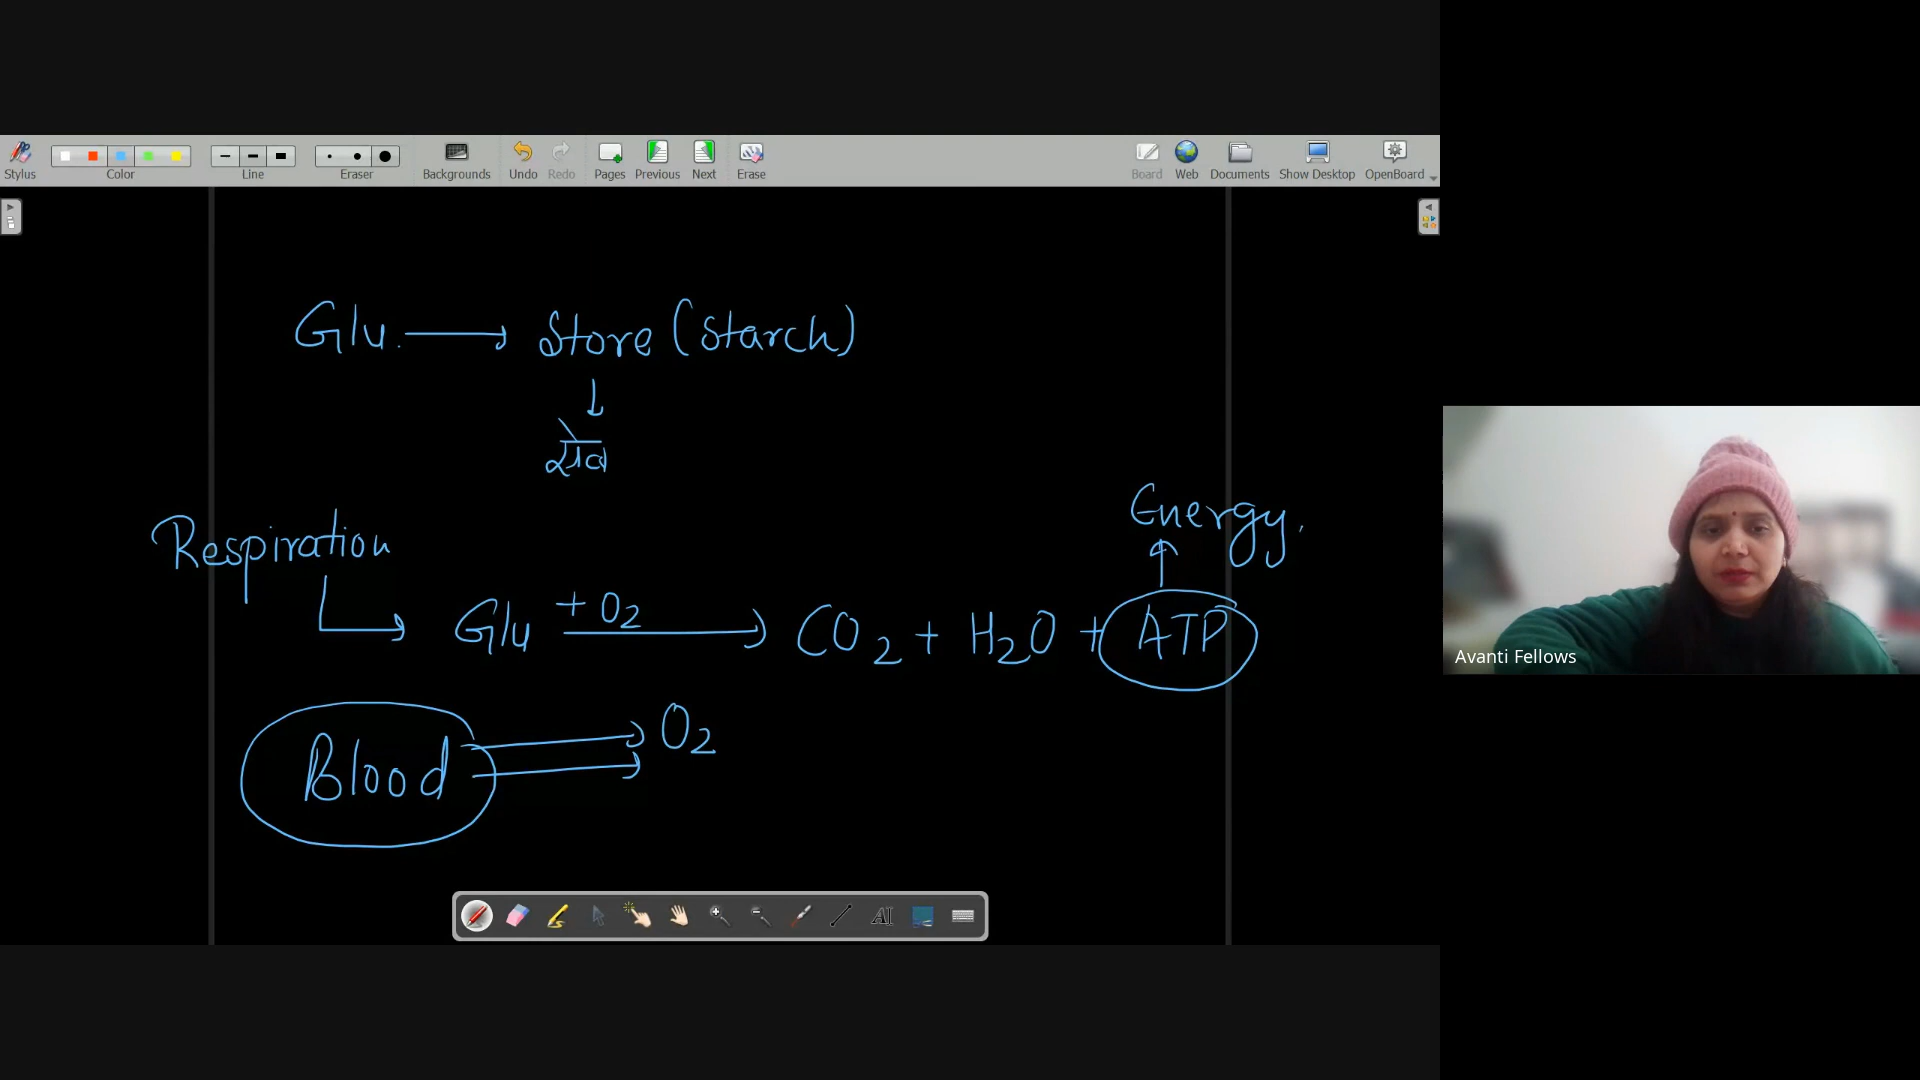 Stylus
Color
Line
Eraser
Backgrounds
Undo
Redo
Pages
Previous
Next
Erase
Board
Web
Documents
Show Desktop
OpenBoard
Glu. → Store (Starch)
↓
Respiration
Energy.
↑
Glu + O2 → CO2 + H2O + ATP
Blood → O2
Avanti Fellows